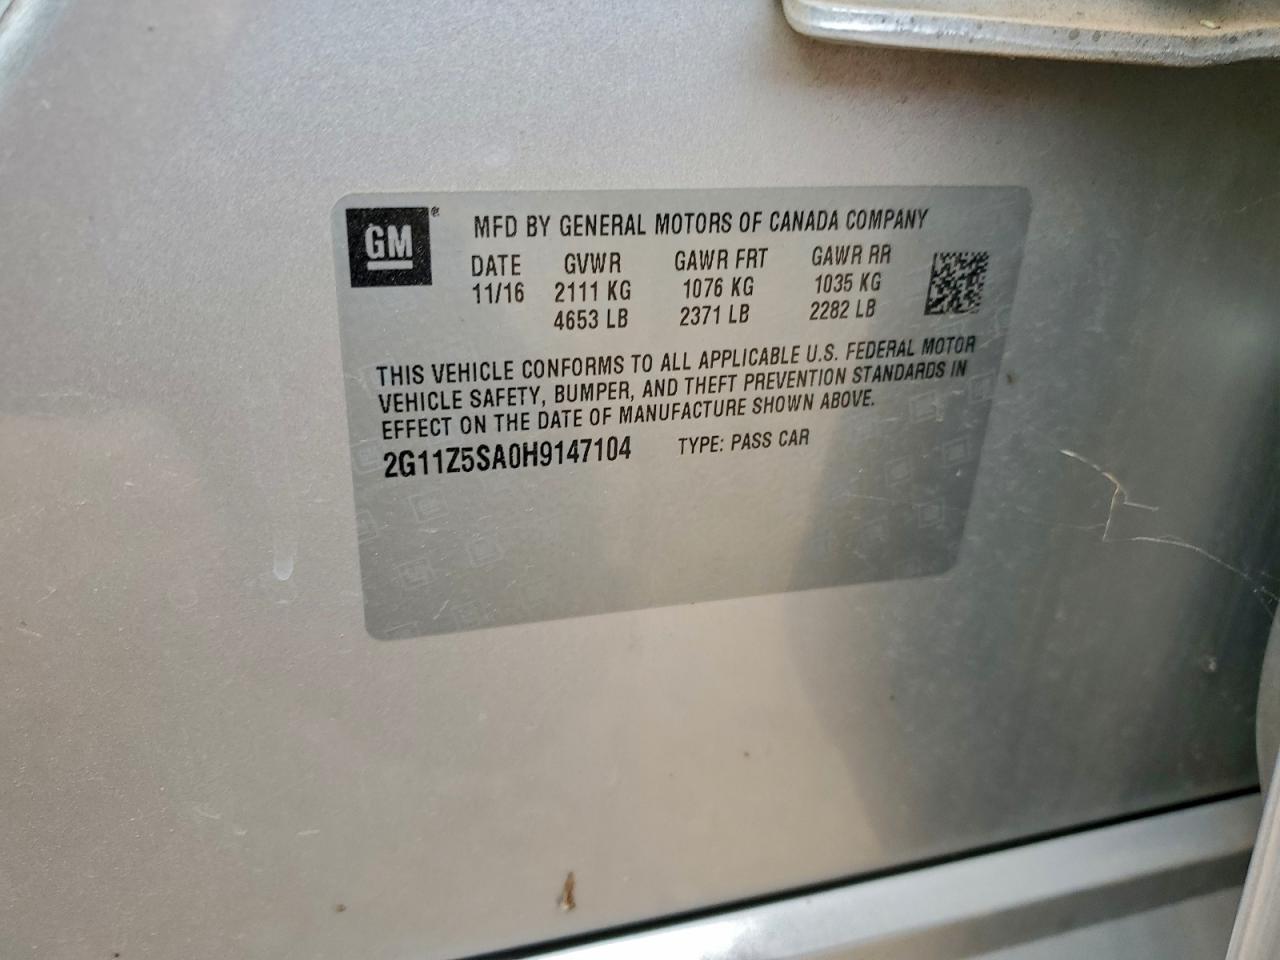 GM®
MFD BY GENERAL MOTORS OF CANADA COMPANY
DATE GVWR GAWR FRT GAWR RR
11/16 2111 KG 1076 KG 1035 KG
4653 LB 2371 LB 2282 LB
THIS VEHICLE CONFORMS TO ALL APPLICABLE U.S. FEDERAL MOTOR
VEHICLE SAFETY, BUMPER, AND THEFT PREVENTION STANDARDS IN
EFFECT ON THE DATE OF MANUFACTURE SHOWN ABOVE.
2G11Z5SA0H9147104 TYPE: PASS CAR